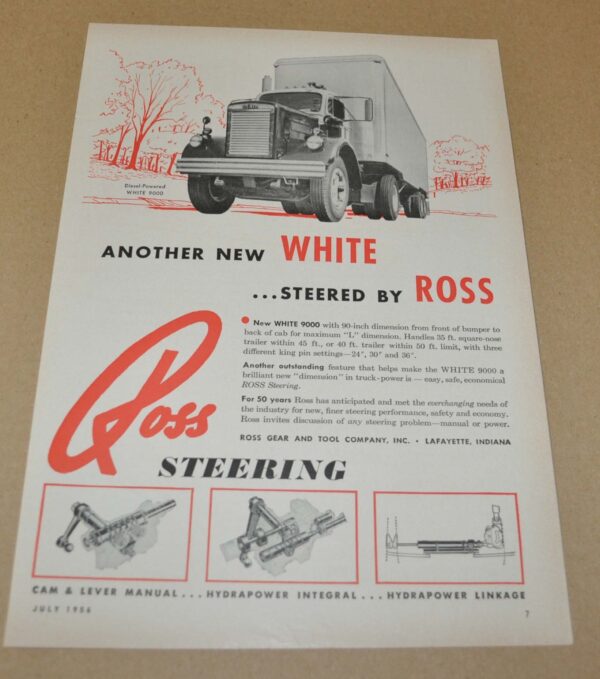 White
Diesel-Powered
WHITE 9000
ANOTHER NEW WHITE
...STEERED BY ROSS
• New WHITE 9000 with 90-inch dimension from front of bumper to
back of cab for maximum "L" dimension. Handles 35 ft. square-nose
trailer within 45 ft., or 40 ft. trailer within 50 ft. limit, with three
different king pin settings—24", 30" and 36".
Another outstanding feature that helps make the WHITE 9000 a
brilliant new "dimension" in truck-power is — easy, safe, economical
ROSS Steering.
For 50 years Ross has anticipated and met the everchanging needs of
the industry for new, finer steering performance, safety and economy.
Ross invites discussion of any steering problem—manual or power.
ROSS GEAR AND TOOL COMPANY, INC. • LAFAYETTE, INDIANA
Ross
STEERING
CAM & LEVER MANUAL...HYDRAPOWER INTEGRAL...HYDRAPOWER LINKAGE
JULY 1956
7